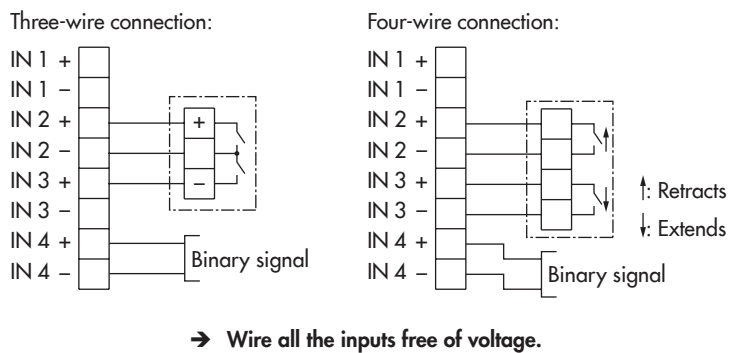 Three-wire connection:
IN 1 +
IN 1 –
IN 2 +
IN 2 –
IN 3 +
IN 3 –
IN 4 +
IN 4 –
+
–
Binary signal
Four-wire connection:
IN 1 +
IN 1 –
IN 2 +
IN 2 –
IN 3 +
IN 3 –
IN 4 +
IN 4 –
↑: Retracts
↓: Extends
Binary signal
➔ Wire all the inputs free of voltage.